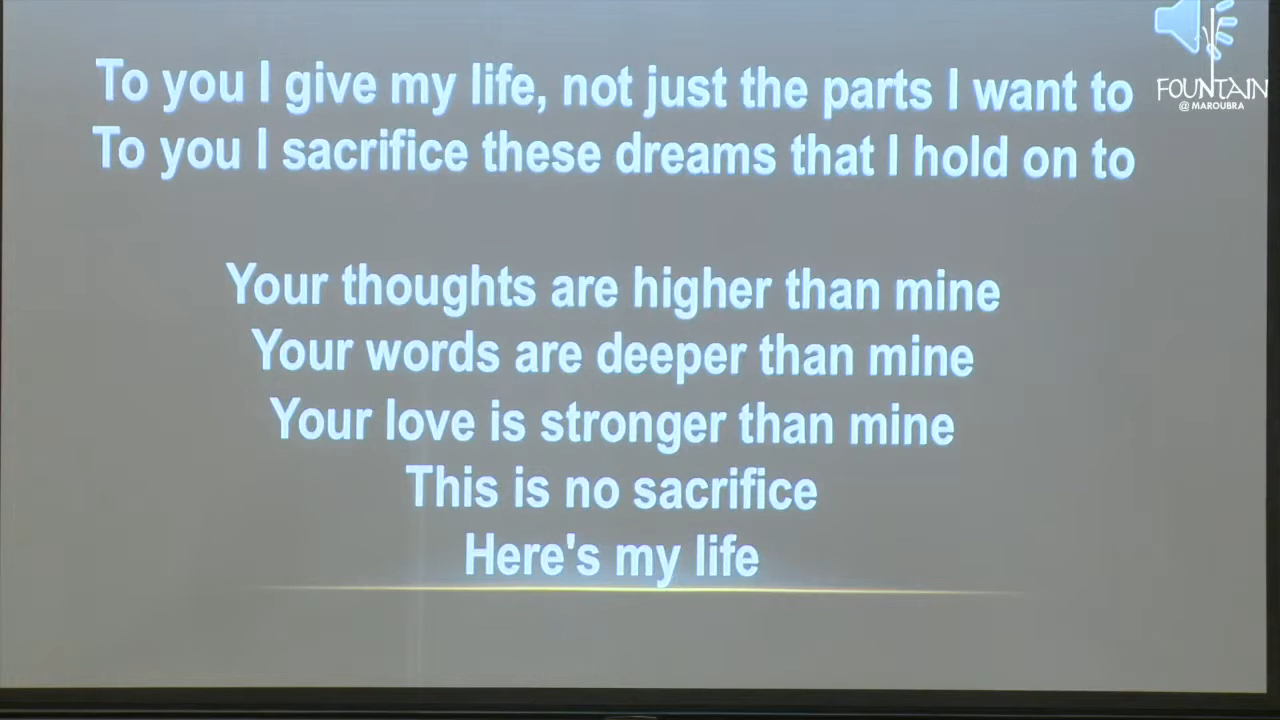 To you I give my life, not just the parts I want to
To you I sacrifice these dreams that I hold on to
Your thoughts are higher than mine
Your words are deeper than mine
Your love is stronger than mine
This is no sacrifice
Here's my life
FOUNTAIN
@ MAROUBRA